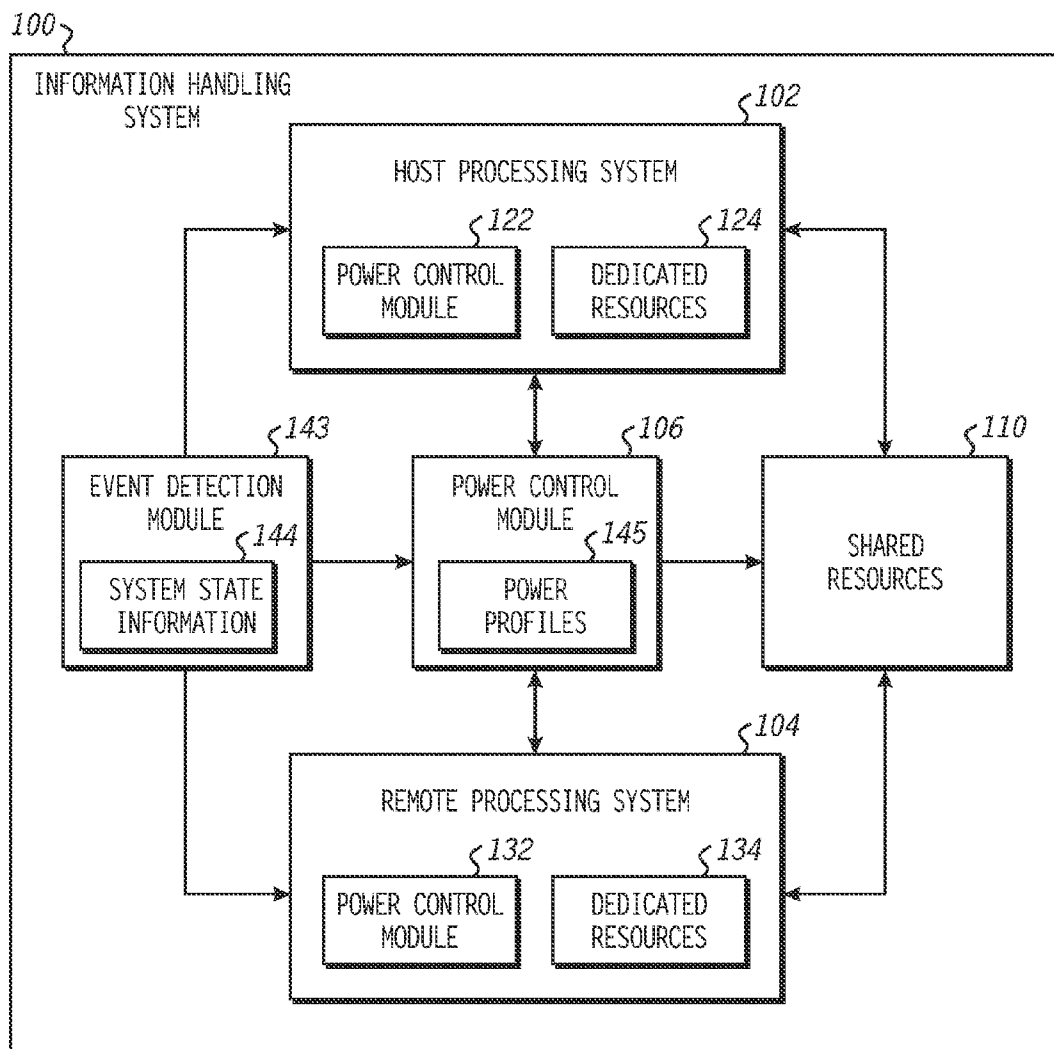 100
INFORMATION HANDLING
SYSTEM
102
HOST PROCESSING SYSTEM
122
POWER CONTROL
MODULE
124
DEDICATED
RESOURCES
143
EVENT DETECTION
MODULE
144
SYSTEM STATE
INFORMATION
106
POWER CONTROL
MODULE
145
POWER
PROFILES
110
SHARED
RESOURCES
104
REMOTE PROCESSING SYSTEM
132
POWER CONTROL
MODULE
134
DEDICATED
RESOURCES